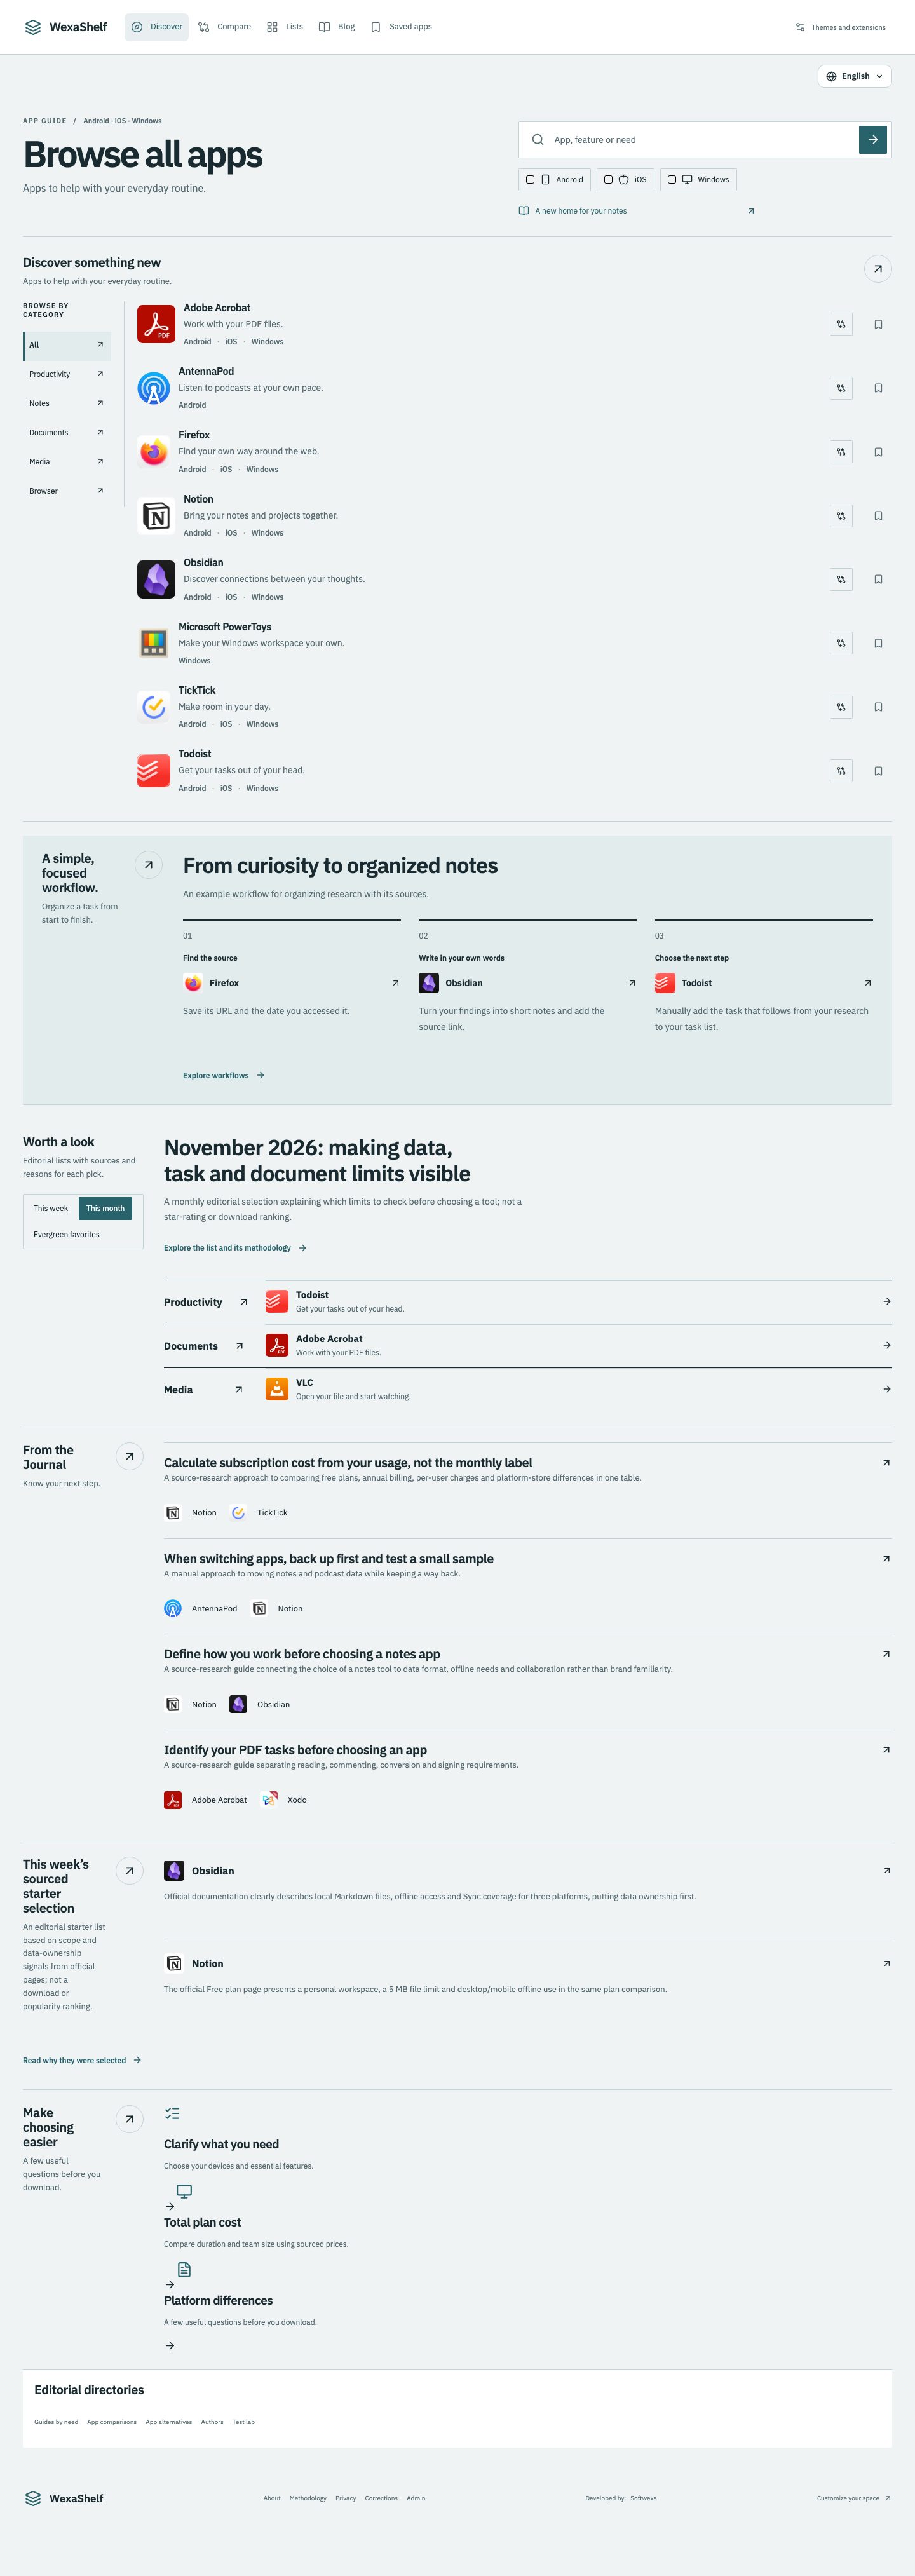 WexaShelf
Discover
Compare
Lists
Blog
Saved apps
Themes and extensions
English
APP GUIDE / Android · iOS · Windows
Browse all apps
Apps to help with your everyday routine.
App, feature or need
Android
iOS
Windows
A new home for your notes
Discover something new
Apps to help with your everyday routine.
BROWSE BY
CATEGORY
All
Productivity
Notes
Documents
Media
Browser
Adobe Acrobat
Work with your PDF files.
Android · iOS · Windows
AntennaPod
Listen to podcasts at your own pace.
Android
Firefox
Find your own way around the web.
Android · iOS · Windows
Notion
Bring your notes and projects together.
Android · iOS · Windows
Obsidian
Discover connections between your thoughts.
Android · iOS · Windows
Microsoft PowerToys
Make your Windows workspace your own.
Windows
TickTick
Make room in your day.
Android · iOS · Windows
Todoist
Get your tasks out of your head.
Android · iOS · Windows
A simple,
focused
workflow.
Organize a task from
start to finish.
From curiosity to organized notes
An example workflow for organizing research with its sources.
01
Find the source
Firefox
Save its URL and the date you accessed it.
02
Write in your own words
Obsidian
Turn your findings into short notes and add the
source link.
03
Choose the next step
Todoist
Manually add the task that follows from your research
to your task list.
Explore workflows
Worth a look
Editorial lists with sources and
reasons for each pick.
This week
This month
Evergreen favorites
November 2026: making data,
task and document limits visible
A monthly editorial selection explaining which limits to check before choosing a tool; not a
star-rating or download ranking.
Explore the list and its methodology
Productivity
Todoist
Get your tasks out of your head.
Documents
Adobe Acrobat
Work with your PDF files.
Media
VLC
Open your file and start watching.
From the
Journal
Know your next step.
Calculate subscription cost from your usage, not the monthly label
A source-research approach to comparing free plans, annual billing, per-user charges and platform-store differences in one table.
Notion
TickTick
When switching apps, back up first and test a small sample
A manual approach to moving notes and podcast data while keeping a way back.
AntennaPod
Notion
Define how you work before choosing a notes app
A source-research guide connecting the choice of a notes tool to data format, offline needs and collaboration rather than brand familiarity.
Notion
Obsidian
Identify your PDF tasks before choosing an app
A source-research guide separating reading, commenting, conversion and signing requirements.
Adobe Acrobat
Xodo
This week's
sourced
starter
selection
An editorial starter list
based on scope and
data-ownership
signals from official
pages; not a
download or
popularity ranking.
Read why they were selected
Obsidian
Official documentation clearly describes local Markdown files, offline access and Sync coverage for three platforms, putting data ownership first.
Notion
The official Free plan page presents a personal workspace, a 5 MB file limit and desktop/mobile offline use in the same plan comparison.
Make
choosing
easier
A few useful
questions before you
download.
Clarify what you need
Choose your devices and essential features.
Total plan cost
Compare duration and team size using sourced prices.
Platform differences
A few useful questions before you download.
Editorial directories
Guides by need
App comparisons
App alternatives
Authors
Test lab
WexaShelf
About
Methodology
Privacy
Corrections
Admin
Developed by: Softwexa
Customize your space